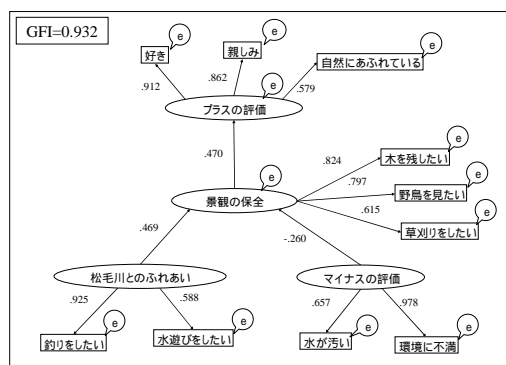 GFI=0.932
e
e
e
好き
親しみ
自然にあふれている
.912
.862
.579
e
プラスの評価
.470
e
.824
木を残したい
e
.797
e
景観の保全
野鳥を見たい
.615
e
草刈りをしたい
.469
-.260
松毛川とのふれあい
マイナスの評価
.925
.588
.657
.978
e
e
e
e
釣りをしたい
水遊びをしたい
水が汚い
環境に不満